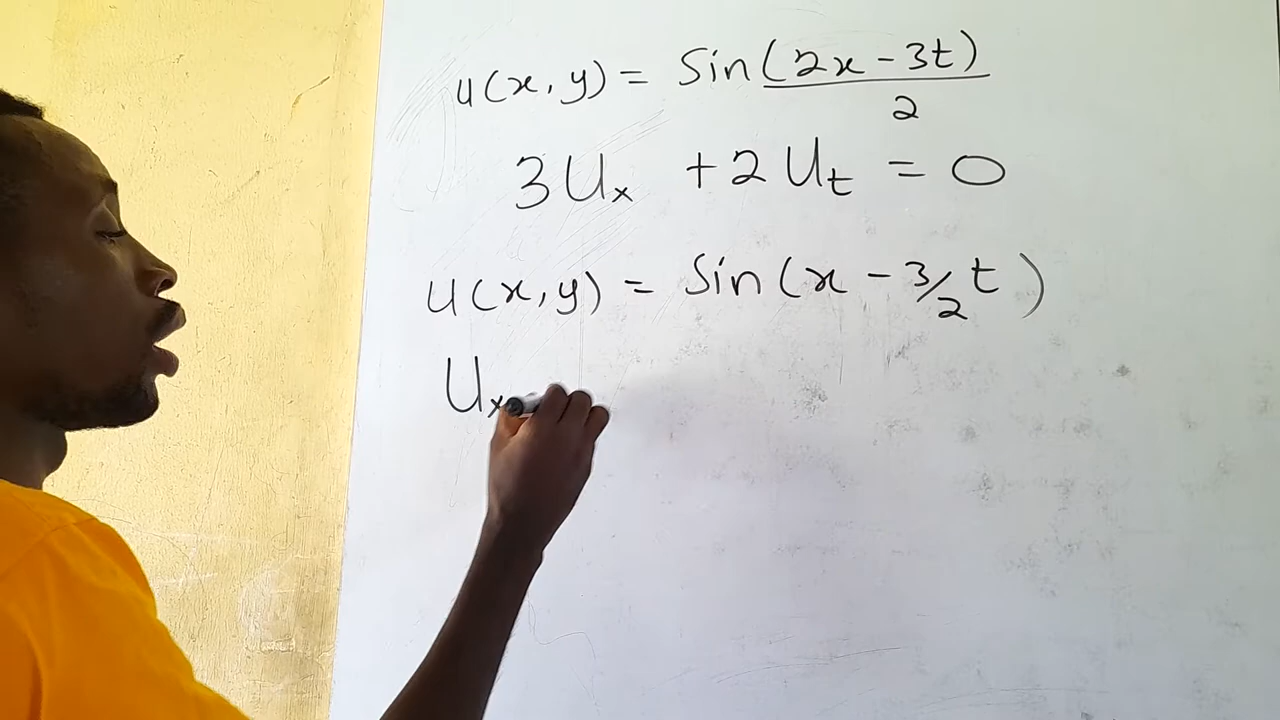 u(x,y) = Sin (2x - 3t)/2
3Ux + 2Ut = 0
u(x,y) = Sin(x - 3/2 t)
Ux